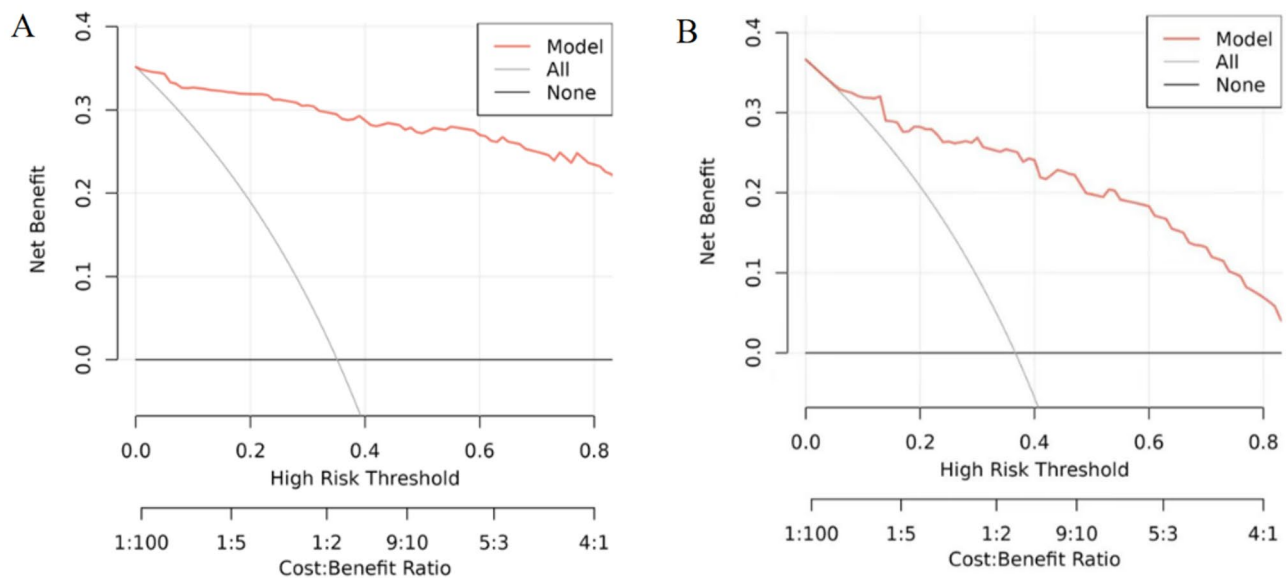 A
Net Benefit
0.4
0.3
0.2
0.1
0.0
Model
All
None
0.0 0.2 0.4 0.6 0.8
High Risk Threshold
1:100 1:5 1:2 9:10 5:3 4:1
Cost:Benefit Ratio
B
Net Benefit
0.4
0.3
0.2
0.1
0.0
Model
All
None
0.0 0.2 0.4 0.6 0.8
High Risk Threshold
1:100 1:5 1:2 9:10 5:3 4:1
Cost:Benefit Ratio